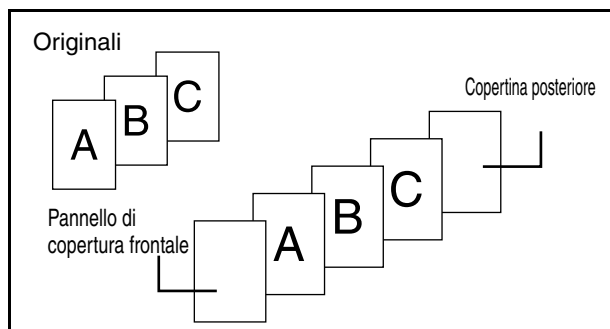 Originali
A
B
C
Copertina posteriore
Pannello di
copertura frontale
A
B
C